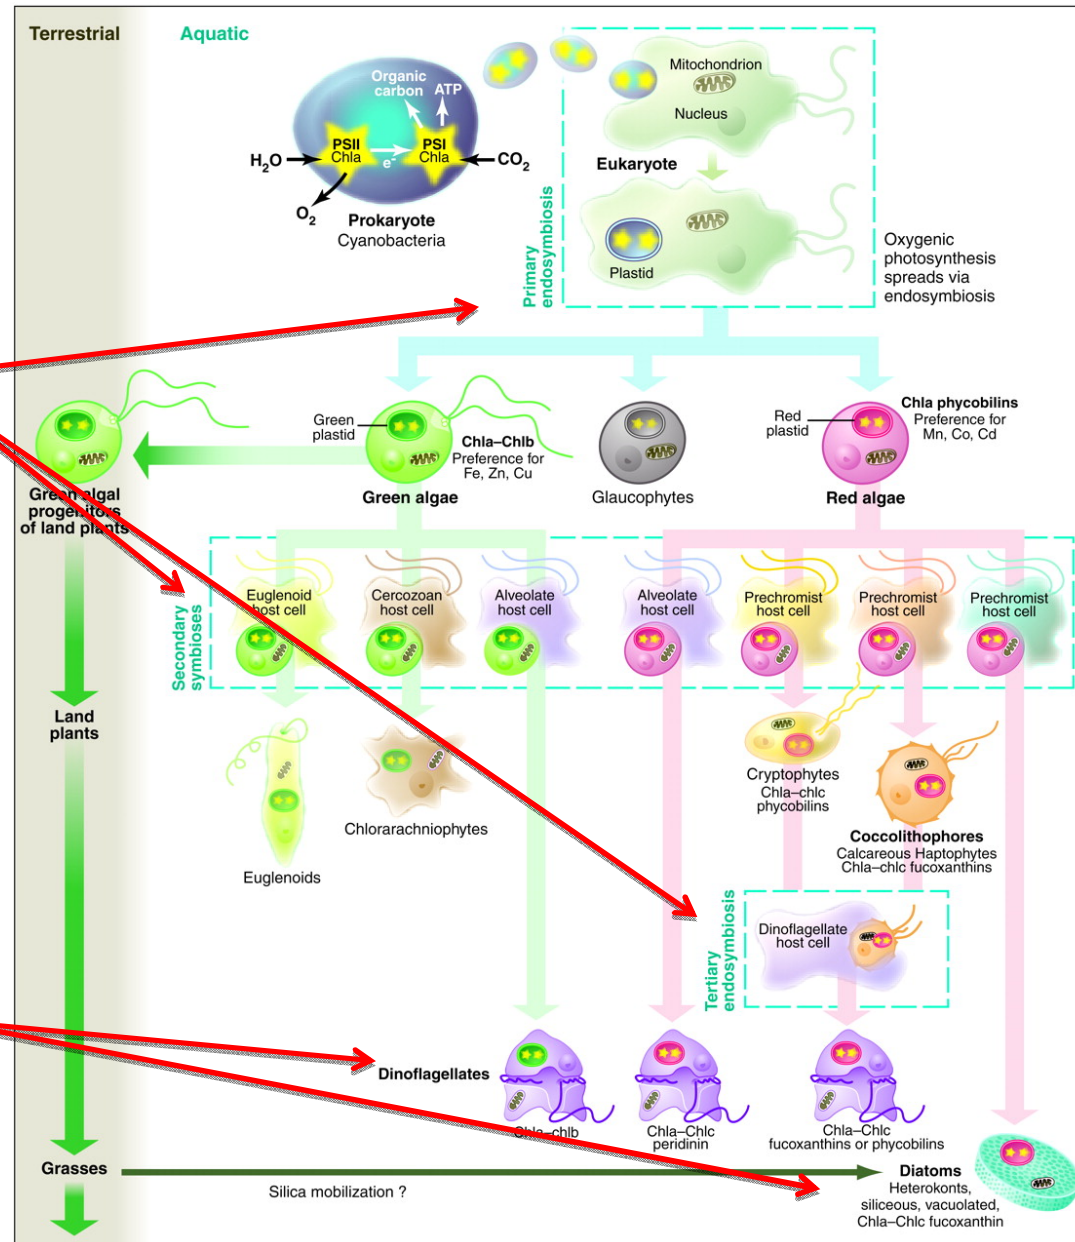 Terrestrial
Aquatic
Organic
carbon
ATP
PSII
Chla
e-
PSI
Chla
H2O
CO2
O2
Prokaryote
Cyanobacteria
Mitochondrion
Nucleus
Eukaryote
Plastid
Primary
endosymbiosis
Oxygenic
photosynthesis
spreads via
endosymbiosis
Green
plastid
Chla–Chlb
Preference for
Fe, Zn, Cu
Green algae
Glaucophytes
Red
plastid
Chla phycobilins
Preference for
Mn, Co, Cd
Red algae
Green algal
progenitors
of land plants
Secondary
symbioses
Euglenoid
host cell
Cercozoan
host cell
Alveolate
host cell
Alveolate
host cell
Prechromist
host cell
Prechromist
host cell
Prechromist
host cell
Land
plants
Euglenoids
Chlorarachniophytes
Cryptophytes
Chla–chlc
phycobilins
Coccolithophores
Calcareous Haptophytes
Chla–chlc fucoxanthins
Tertiary
endosymbiosis
Dinoflagellate
host cell
Dinoflagellates
Chla–chlb
Chla–Chlc
peridinin
Chla–Chlc
fucoxanthins or phycobilins
Grasses
Silica mobilization ?
Diatoms
Heterokonts,
siliceous, vacuolated,
Chla–Chlc fucoxanthin